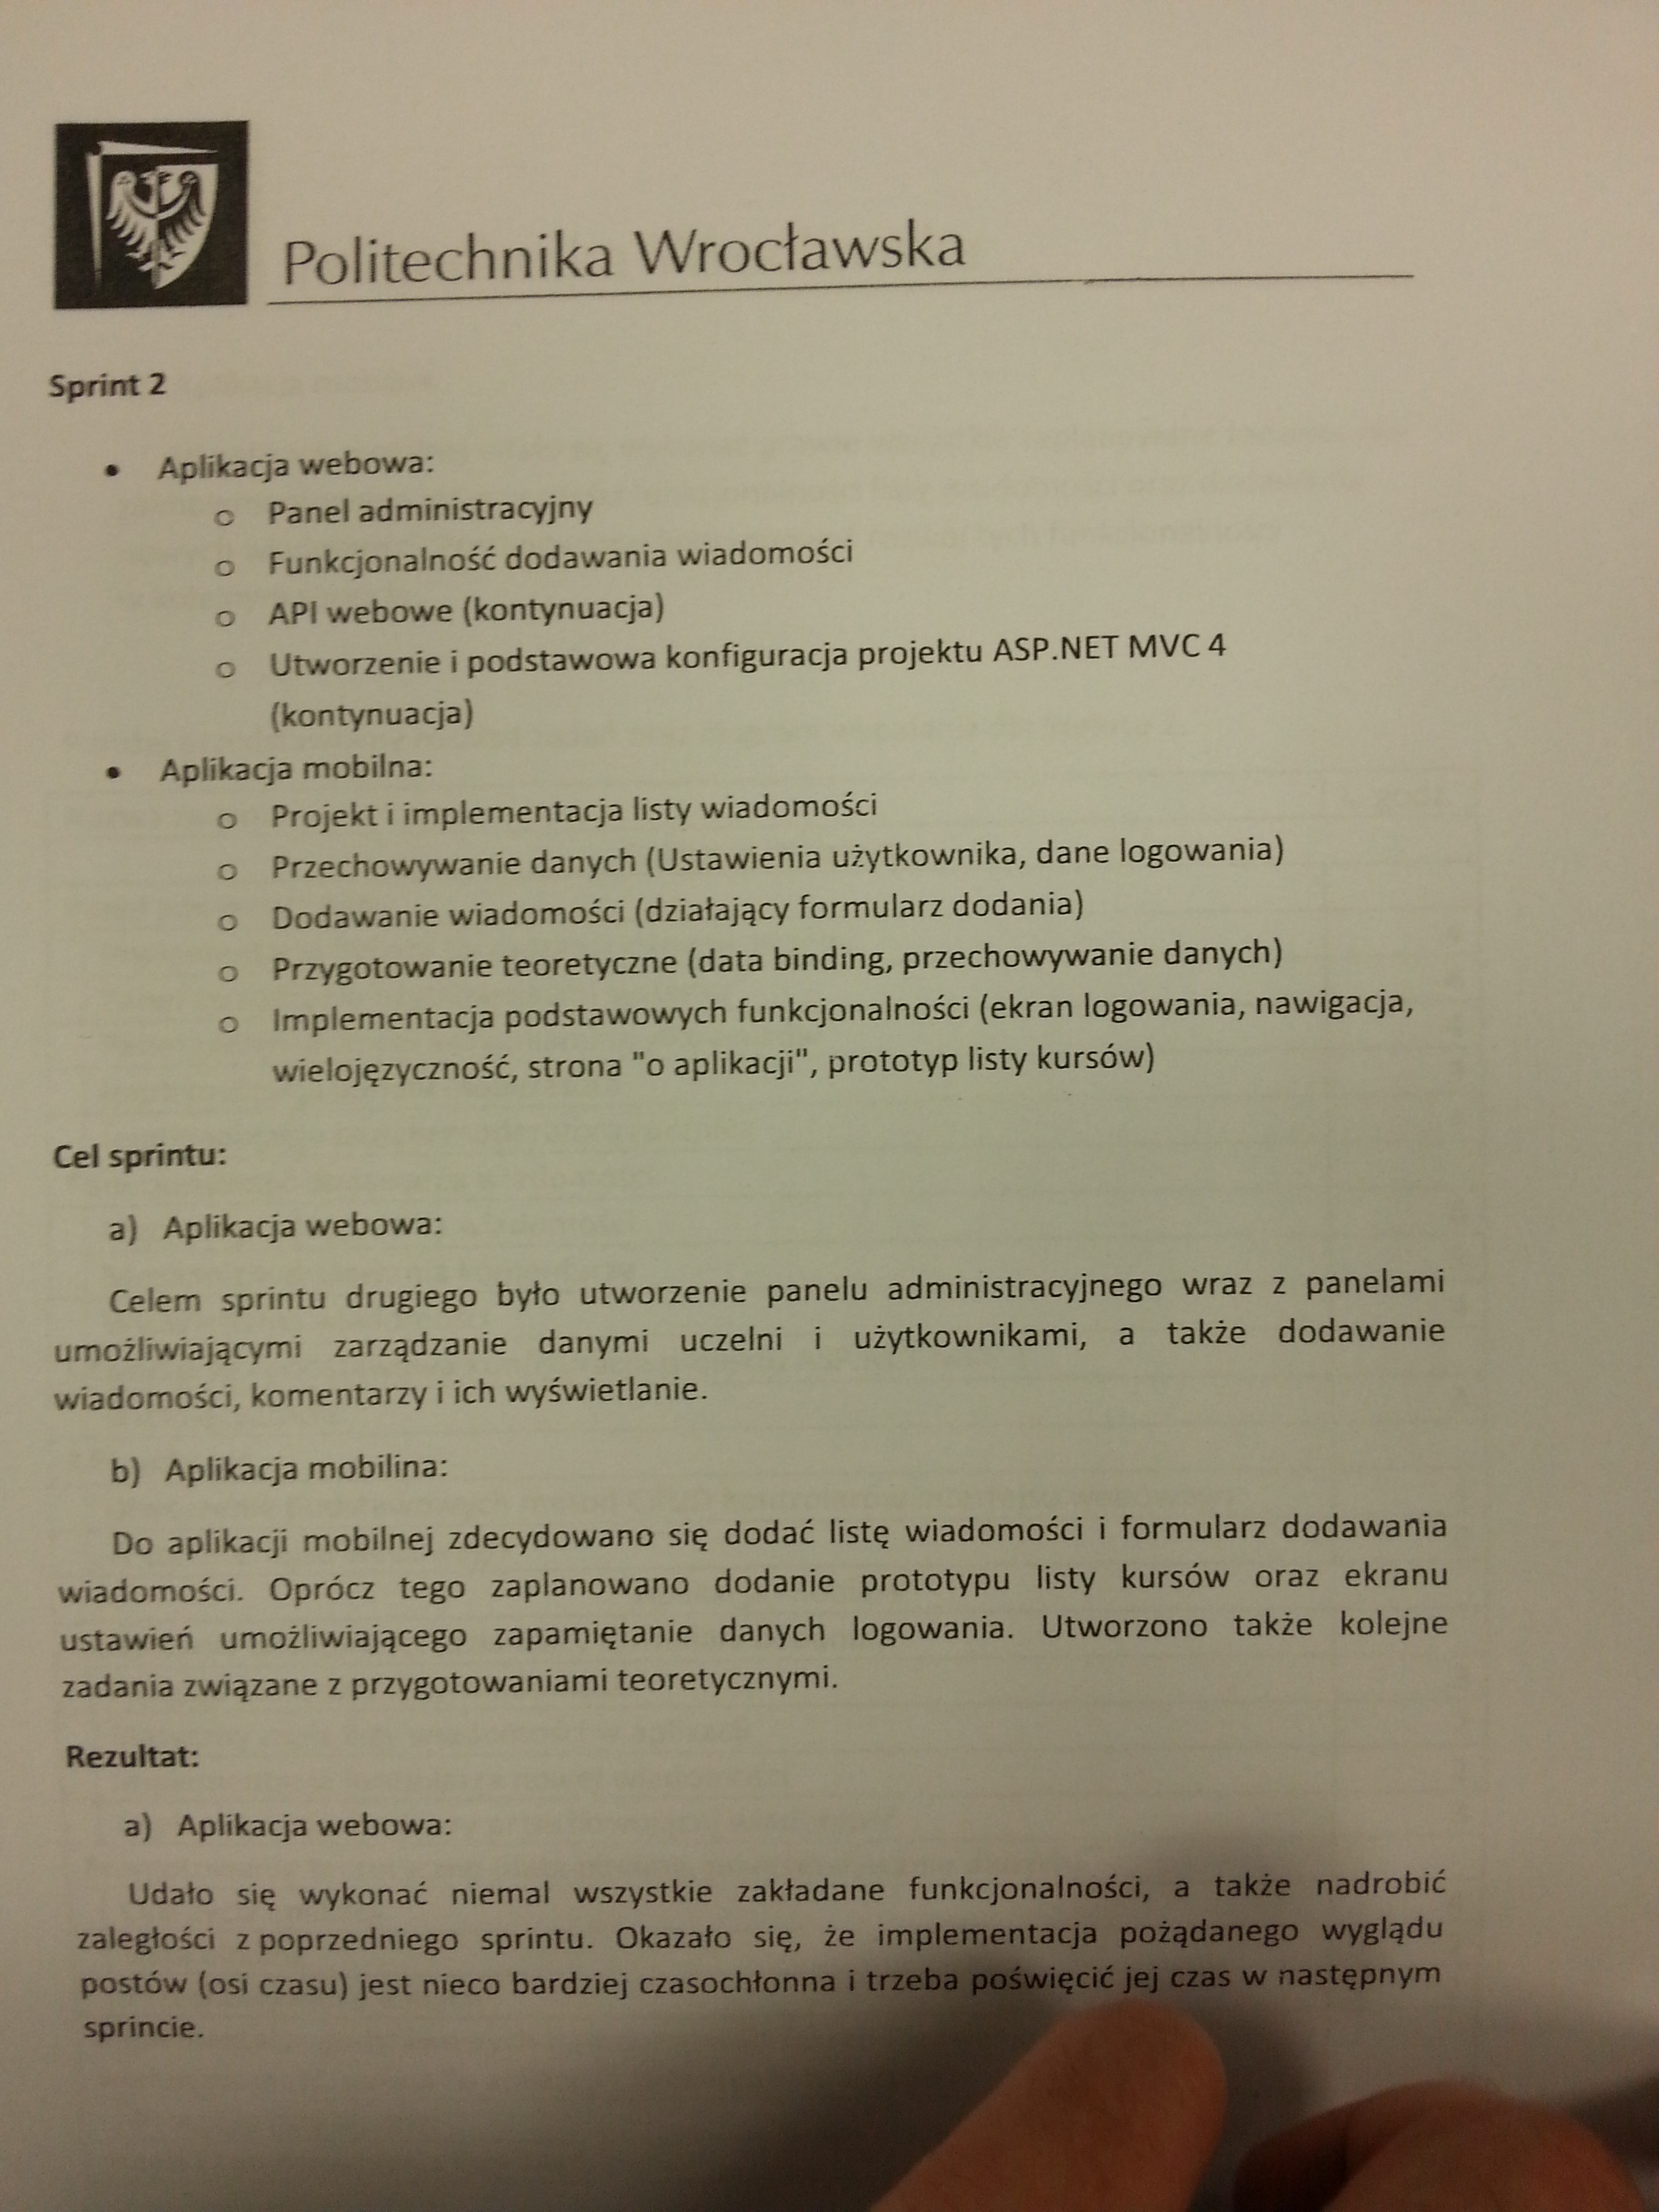 Politechnika Wrocławska
Sprint 2
• Aplikacja webowa:
o Panel administracyjny
o Funkcjonalność dodawania wiadomości
o API webowe (kontynuacja)
o Utworzenie i podstawowa konfiguracja projektu ASP.NET MVC 4
(kontynuacja)
• Aplikacja mobilna:
o Projekt i implementacja listy wiadomości
o Przechowywanie danych (Ustawienia użytkownika, dane logowania)
o Dodawanie wiadomości (działający formularz dodania)
o Przygotowanie teoretyczne (data binding, przechowywanie danych)
o Implementacja podstawowych funkcjonalności (ekran logowania, nawigacja,
wielojęzyczność, strona "o aplikacji", prototyp listy kursów)
Cel sprintu:
a) Aplikacja webowa:
Celem sprintu drugiego było utworzenie panelu administracyjnego wraz z panelami
umożliwiającymi zarządzanie danymi uczelni i użytkownikami, a także dodawanie
wiadomości, komentarzy i ich wyświetlanie.
b) Aplikacja mobilina:
Do aplikacji mobilnej zdecydowano się dodać listę wiadomości i formularz dodawania
wiadomości. Oprócz tego zaplanowano dodanie prototypu listy kursów oraz ekranu
ustawień umożliwiającego zapamiętanie danych logowania. Utworzono także kolejne
zadania związane z przygotowaniami teoretycznymi.
Rezultat:
a) Aplikacja webowa:
Udało się wykonać niemal wszystkie zakładane funkcjonalności, a także nadrobić
zaległości z poprzedniego sprintu. Okazało się, że implementacja pożądanego wyglądu
postów (osi czasu) jest nieco bardziej czasochłonna i trzeba poświęcić jej czas w następnym
sprincie.